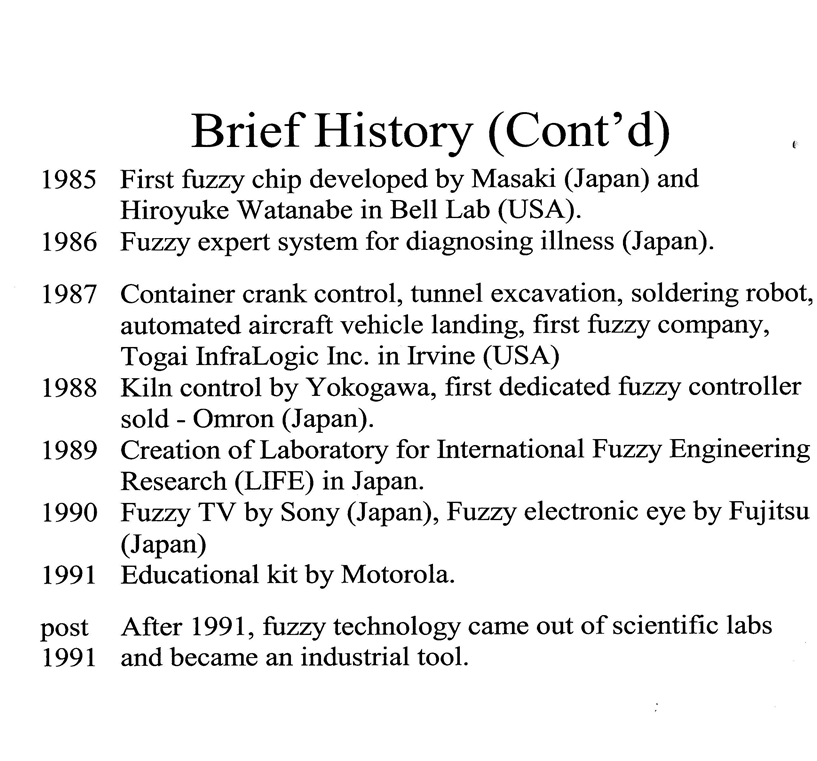 Brief History (Cont'd)
1985 First fuzzy chip developed by Masaki (Japan) and
Hiroyuke Watanabe in Bell Lab (USA).
1986 Fuzzy expert system for diagnosing illness (Japan).
1987 Container crank control, tunnel excavation, soldering robot,
automated aircraft vehicle landing, first fuzzy company,
Togai InfraLogic Inc. in Irvine (USA)
1988 Kiln control by Yokogawa, first dedicated fuzzy controller
sold - Omron (Japan).
1989 Creation of Laboratory for International Fuzzy Engineering
Research (LIFE) in Japan.
1990 Fuzzy TV by Sony (Japan), Fuzzy electronic eye by Fujitsu
(Japan)
1991 Educational kit by Motorola.
post After 1991, fuzzy technology came out of scientific labs
1991 and became an industrial tool.